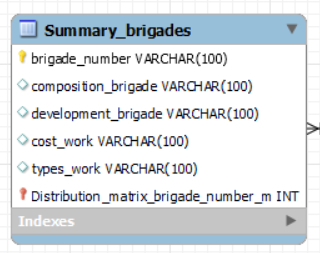 Summary_brigades
brigade_number VARCHAR(100)
composition_brigade VARCHAR(100)
development_brigade VARCHAR(100)
cost_work VARCHAR(100)
types_work VARCHAR(100)
Distribution_matrix_brigade_number_m INT
Indexes